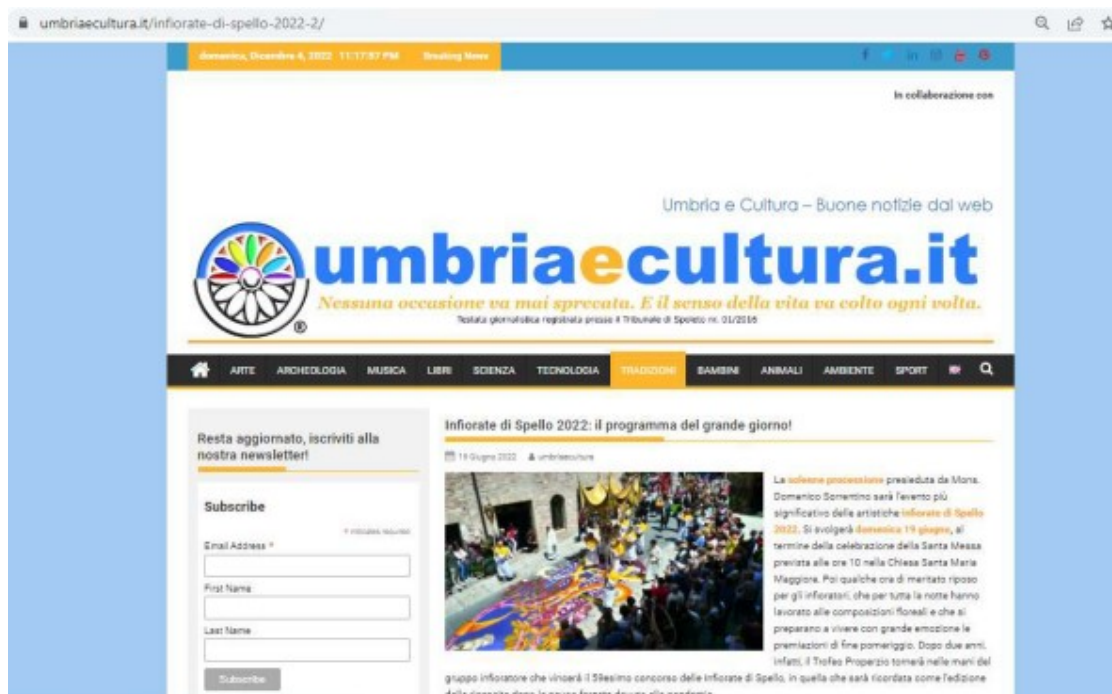 umbriaecultura.it/infiorate-di-spello-2022-2/
domenica, Dicembre 4, 2022 11:17:57 PM Breaking News
In collaborazione con
Umbria e Cultura – Buone notizie dal web
umbriaecultura.it
Nessuna occasione va mai sprecata. E il senso della vita va colto ogni volta.
Testata giornalistica registrata presso il Tribunale di Spoleto nr. 01/2016
ARTE ARCHEOLOGIA MUSICA LIBRI SCIENZA TECNOLOGIA TRADIZIONI BAMBINI ANIMALI AMBIENTE SPORT
Resta aggiornato, iscriviti alla
nostra newsletter!
Subscribe
* indicates required
Email Address *
First Name
Last Name
Subscribe
Infiorate di Spello 2022: il programma del grande giorno!
19 Giugno 2022 umbriaecultura
La solenne processione presieduta da Mons.
Domenico Sorrentino sarà l'evento più
significativo delle artistiche Infiorate di Spello
2022. Si svolgerà domenica 19 giugno, al
termine della celebrazione della Santa Messa
prevista alle ore 10 nella Chiesa Santa Maria
Maggiore. Poi qualche ora di meritato riposo
per gli infioratori, che per tutta la notte hanno
lavorato alle composizioni floreali e che si
preparano a vivere con grande emozione le
premiazioni di fine pomeriggio. Dopo due anni,
infatti, il Trofeo Properzio tornerà nelle mani del
gruppo infioratore che vincerà il 59esimo concorso delle Infiorate di Spello, in quella che sarà ricordata come l'edizione